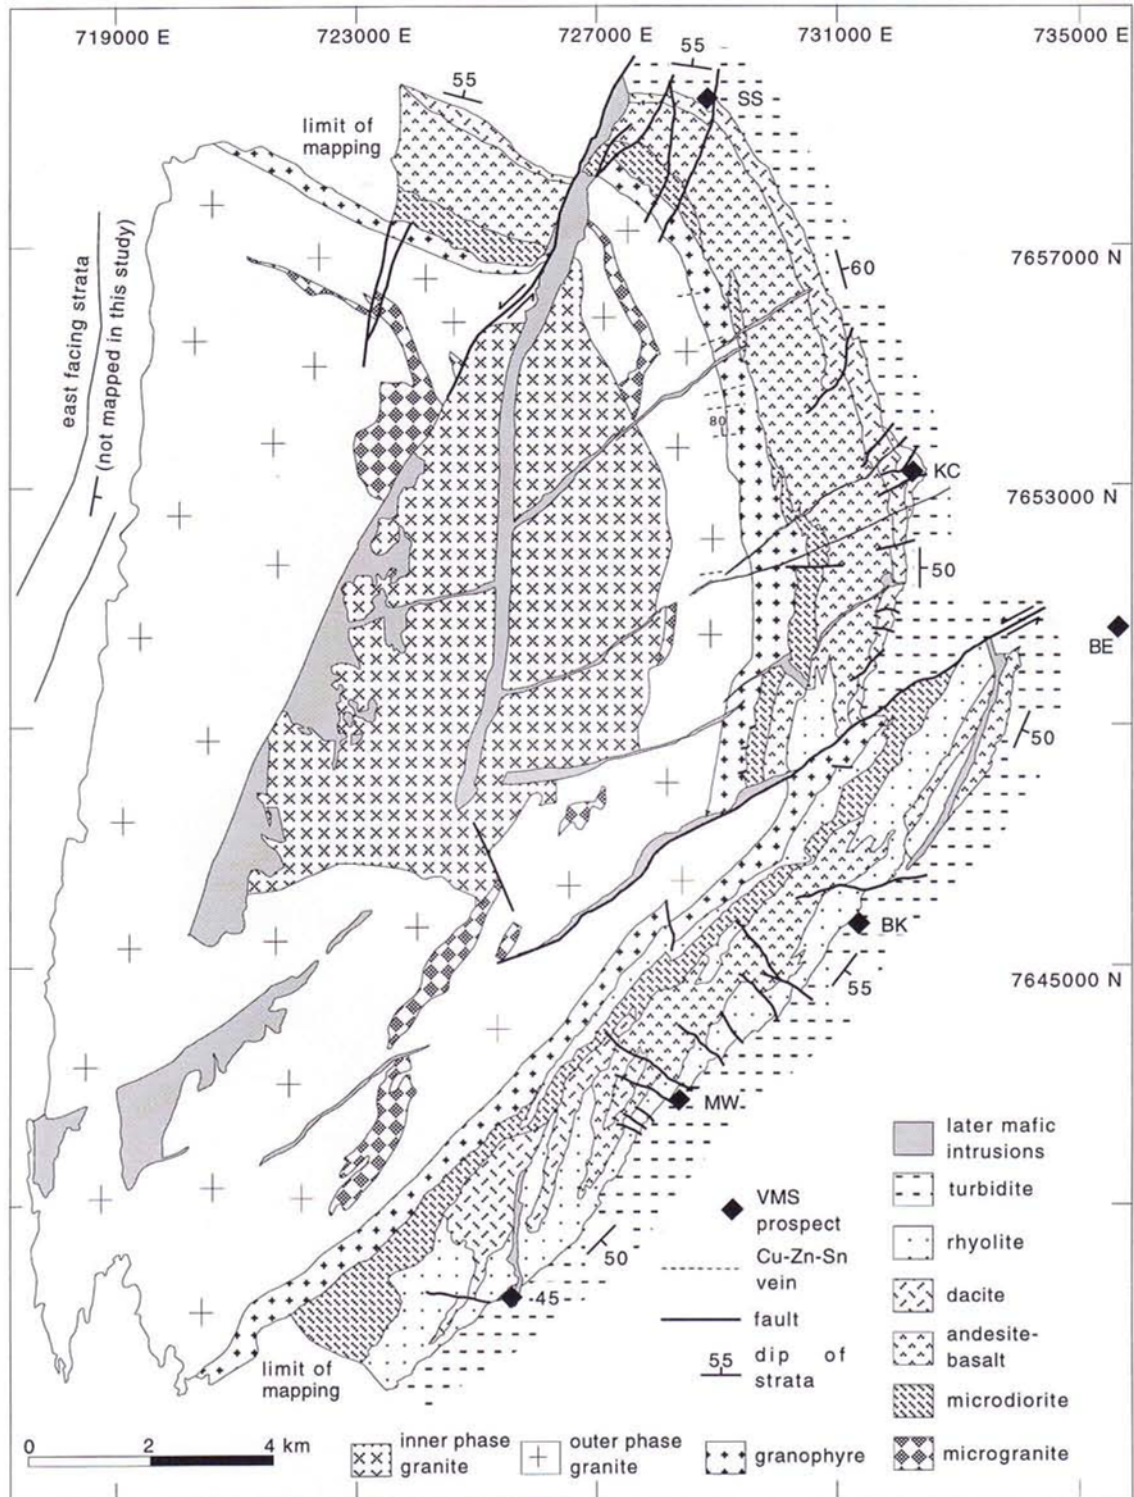 719000 E
723000 E
727000 E
731000 E
735000 E
55
55
SS
limit of
mapping
east facing strata
(not mapped in this study)
60
7657000 N
80
KC
7653000 N
50
BE
50
BK
55
7645000 N
MW
50
45
limit of
mapping
later mafic
intrusions
turbidite
rhyolite
dacite
andesite-
basalt
microdiorite
microgranite
VMS
prospect
Cu-Zn-Sn
vein
fault
55
dip of
strata
0
2
4 km
inner phase
granite
outer phase
granite
granophyre